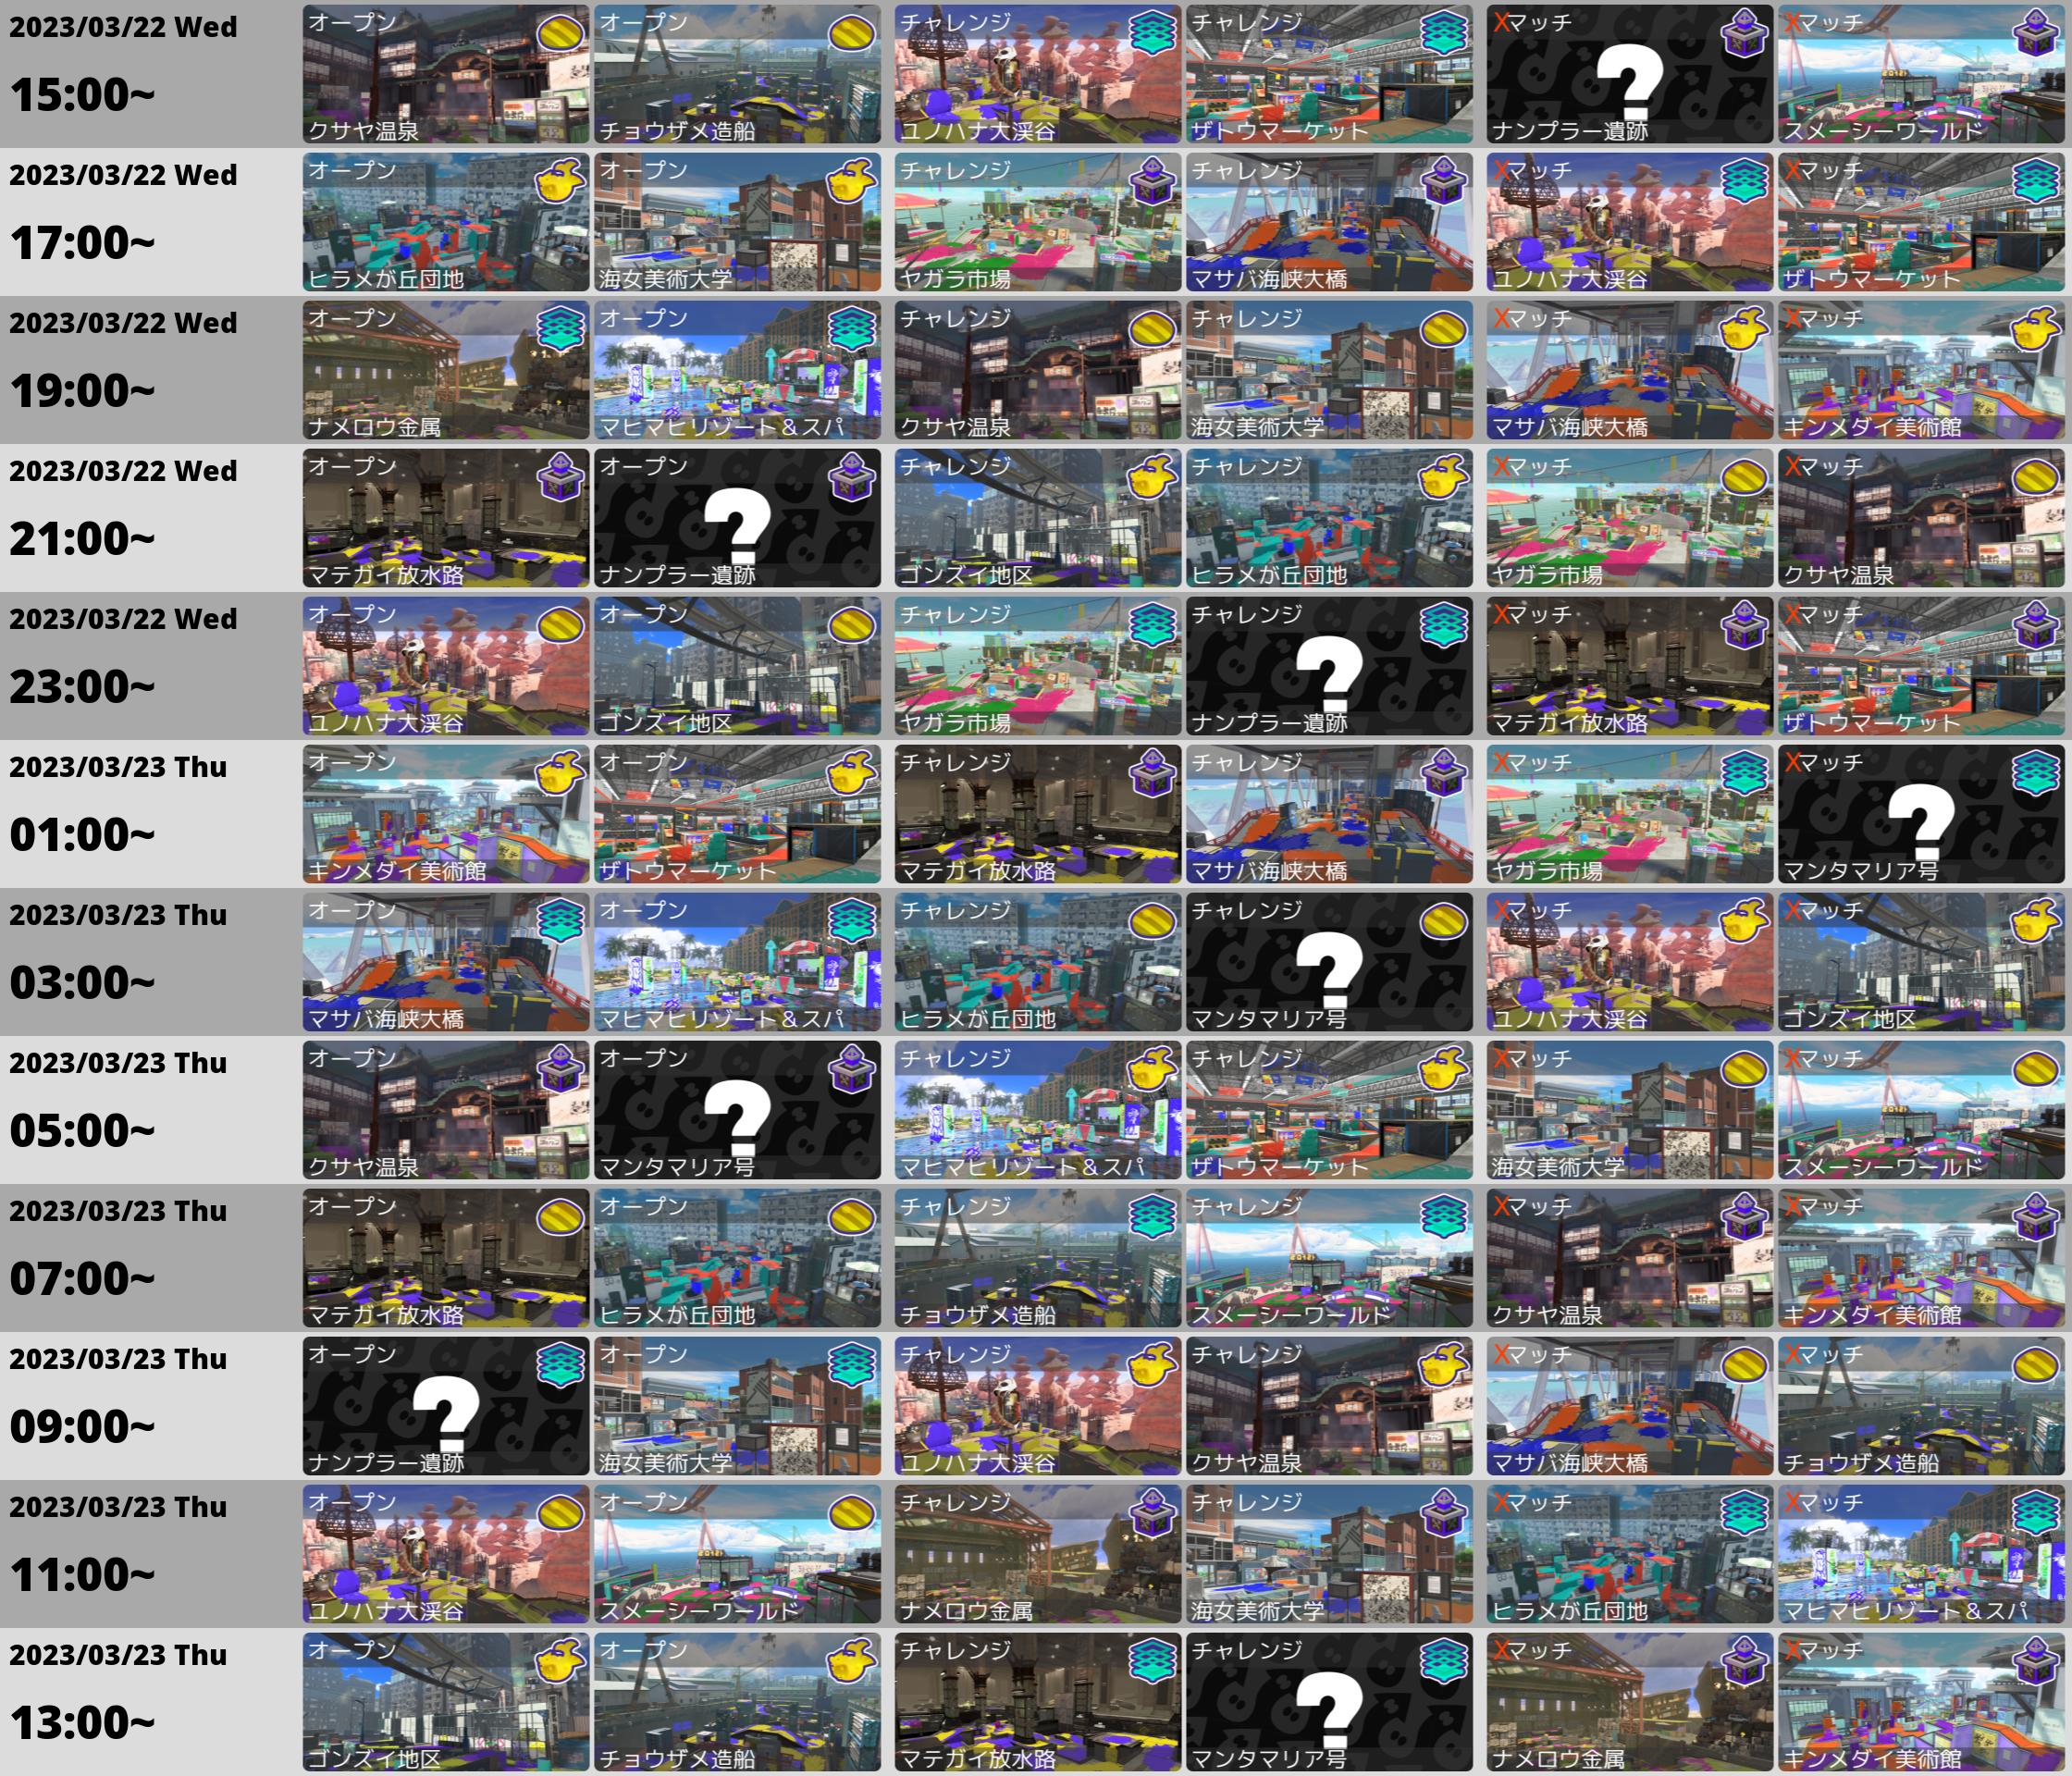 2023/03/22 Wed
15:00~
オープン
クサヤ温泉
オープン
チョウザメ造船
チャレンジ
ユノハナ大渓谷
チャレンジ
ザトウマーケット
Xマッチ
ナンプラー遺跡
Xマッチ
スメーシーワールド
2023/03/22 Wed
17:00~
オープン
ヒラメが丘団地
オープン
海女美術大学
チャレンジ
ヤガラ市場
チャレンジ
マサバ海峡大橋
Xマッチ
ユノハナ大渓谷
Xマッチ
ザトウマーケット
2023/03/22 Wed
19:00~
オープン
ナメロウ金属
オープン
マヒマヒリゾート&スパ
チャレンジ
クサヤ温泉
チャレンジ
海女美術大学
Xマッチ
マサバ海峡大橋
Xマッチ
キンメダイ美術館
2023/03/22 Wed
21:00~
オープン
マテガイ放水路
オープン
ナンプラー遺跡
チャレンジ
ゴンズイ地区
チャレンジ
ヒラメが丘団地
Xマッチ
ヤガラ市場
Xマッチ
クサヤ温泉
2023/03/22 Wed
23:00~
オープン
ユノハナ大渓谷
オープン
ゴンズイ地区
チャレンジ
ヤガラ市場
チャレンジ
ナンプラー遺跡
Xマッチ
マテガイ放水路
Xマッチ
ザトウマーケット
2023/03/23 Thu
01:00~
オープン
キンメダイ美術館
オープン
ザトウマーケット
チャレンジ
マテガイ放水路
チャレンジ
マサバ海峡大橋
Xマッチ
ヤガラ市場
Xマッチ
マンタマリア号
2023/03/23 Thu
03:00~
オープン
マサバ海峡大橋
オープン
マヒマヒリゾート&スパ
チャレンジ
ヒラメが丘団地
チャレンジ
マンタマリア号
Xマッチ
ユノハナ大渓谷
Xマッチ
ゴンズイ地区
2023/03/23 Thu
05:00~
オープン
クサヤ温泉
オープン
マンタマリア号
チャレンジ
マヒマヒリゾート&スパ
チャレンジ
ザトウマーケット
Xマッチ
海女美術大学
Xマッチ
スメーシーワールド
2023/03/23 Thu
07:00~
オープン
マテガイ放水路
オープン
ヒラメが丘団地
チャレンジ
チョウザメ造船
チャレンジ
スメーシーワールド
Xマッチ
クサヤ温泉
Xマッチ
キンメダイ美術館
2023/03/23 Thu
09:00~
オープン
ナンプラー遺跡
オープン
海女美術大学
チャレンジ
ユノハナ大渓谷
チャレンジ
クサヤ温泉
Xマッチ
マサバ海峡大橋
Xマッチ
チョウザメ造船
2023/03/23 Thu
11:00~
オープン
ユノハナ大渓谷
オープン
スメーシーワールド
チャレンジ
ナメロウ金属
チャレンジ
海女美術大学
Xマッチ
ヒラメが丘団地
Xマッチ
マヒマヒリゾート&スパ
2023/03/23 Thu
13:00~
オープン
ゴンズイ地区
オープン
チョウザメ造船
チャレンジ
マテガイ放水路
チャレンジ
マンタマリア号
Xマッチ
ナメロウ金属
Xマッチ
キンメダイ美術館